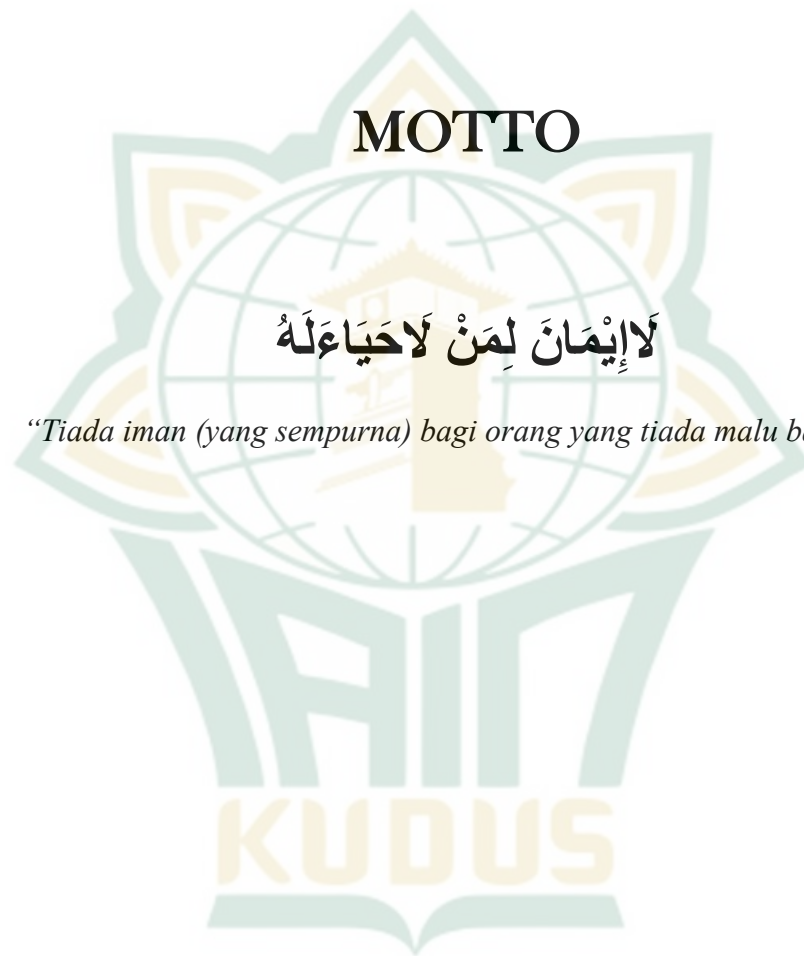 MOTTO
لَاإِيْمَانَ لِمَنْ لَاحَيَاءَلَهُ
“Tiada iman (yang sempurna) bagi orang yang tiada malu
IAIN
KUDUS